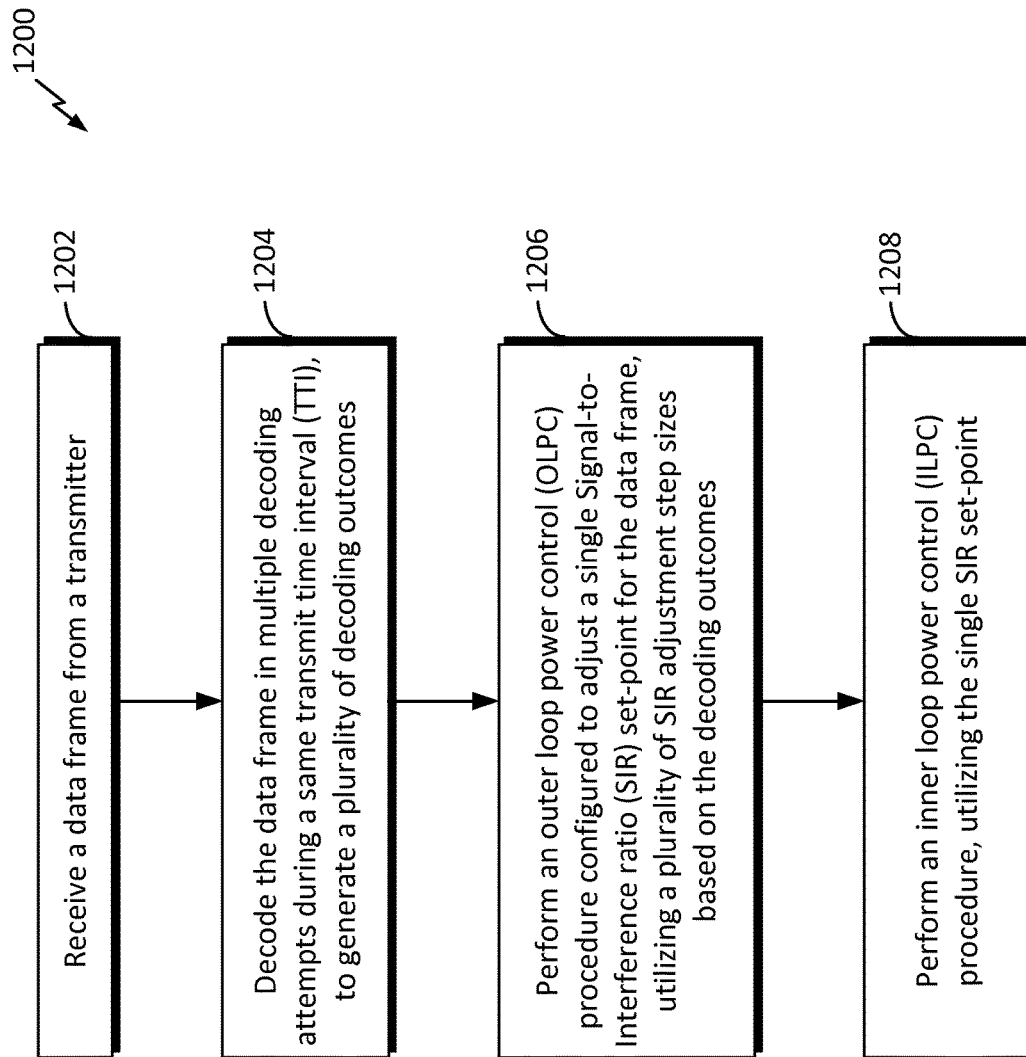 1200
1202
Receive a data frame from a transmitter
1204
Decode the data frame in multiple decoding
attempts during a same transmit time interval (TTI),
to generate a plurality of decoding outcomes
1206
Perform an outer loop power control (OLPC)
procedure configured to adjust a single Signal-to-
Interference ratio (SIR) set-point for the data frame,
utilizing a plurality of SIR adjustment step sizes
based on the decoding outcomes
1208
Perform an inner loop power control (ILPC)
procedure, utilizing the single SIR set-point